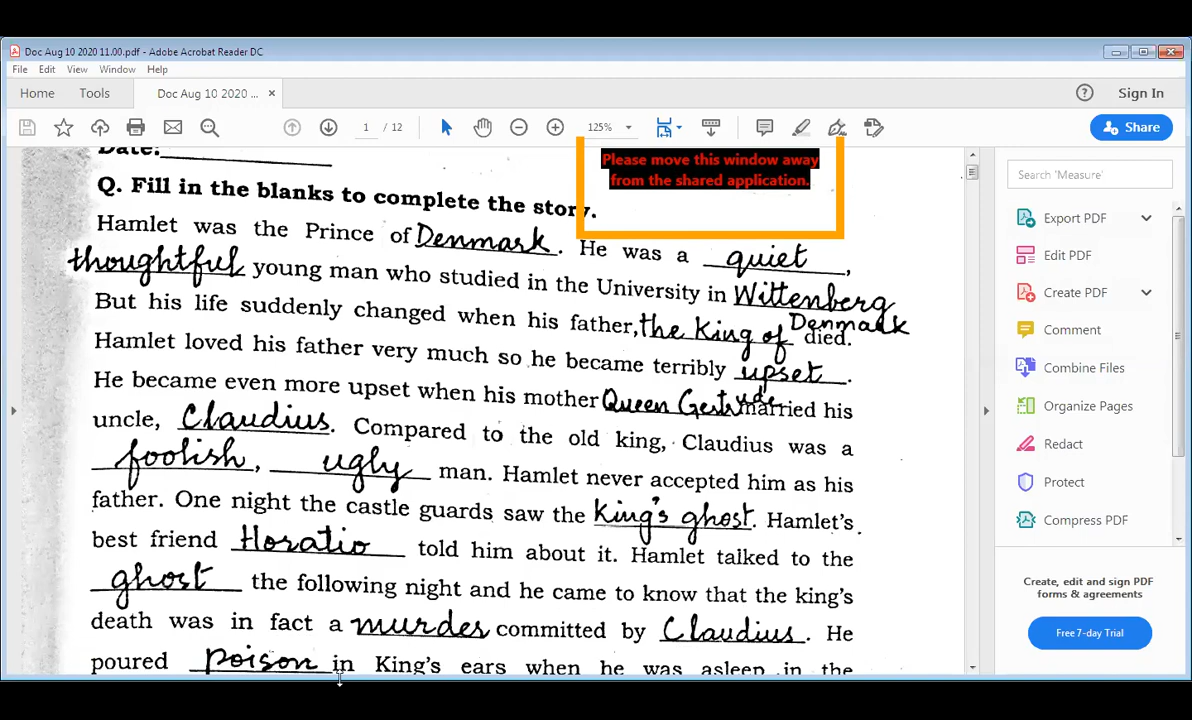 Doc Aug 10 2020 11.00.pdf - Adobe Acrobat Reader DC
File Edit View Window Help
Home Tools Doc Aug 10 2020 ... × Sign In
1 / 12 125% Share
Please move this window away
from the shared application.
Date:
Q. Fill in the blanks to complete the story.
Hamlet was the Prince of Denmark. He was a quiet,
thoughtful young man who studied in the University in Wittenberg
But his life suddenly changed when his father, the King of Denmark died.
Hamlet loved his father very much so he became terribly upset.
He became even more upset when his mother Queen Gertrude married his
uncle, Claudius. Compared to the old king, Claudius was a
foolish, ugly man. Hamlet never accepted him as his
father. One night the castle guards saw the King's ghost. Hamlet's
best friend Horatio told him about it. Hamlet talked to the
ghost the following night and he came to know that the king's
death was in fact a murder committed by Claudius. He
poured poison in King's ears when he was asleep in the
Search 'Measure'
Export PDF
Edit PDF
Create PDF
Comment
Combine Files
Organize Pages
Redact
Protect
Compress PDF
Create, edit and sign PDF
forms & agreements
Free 7-day Trial